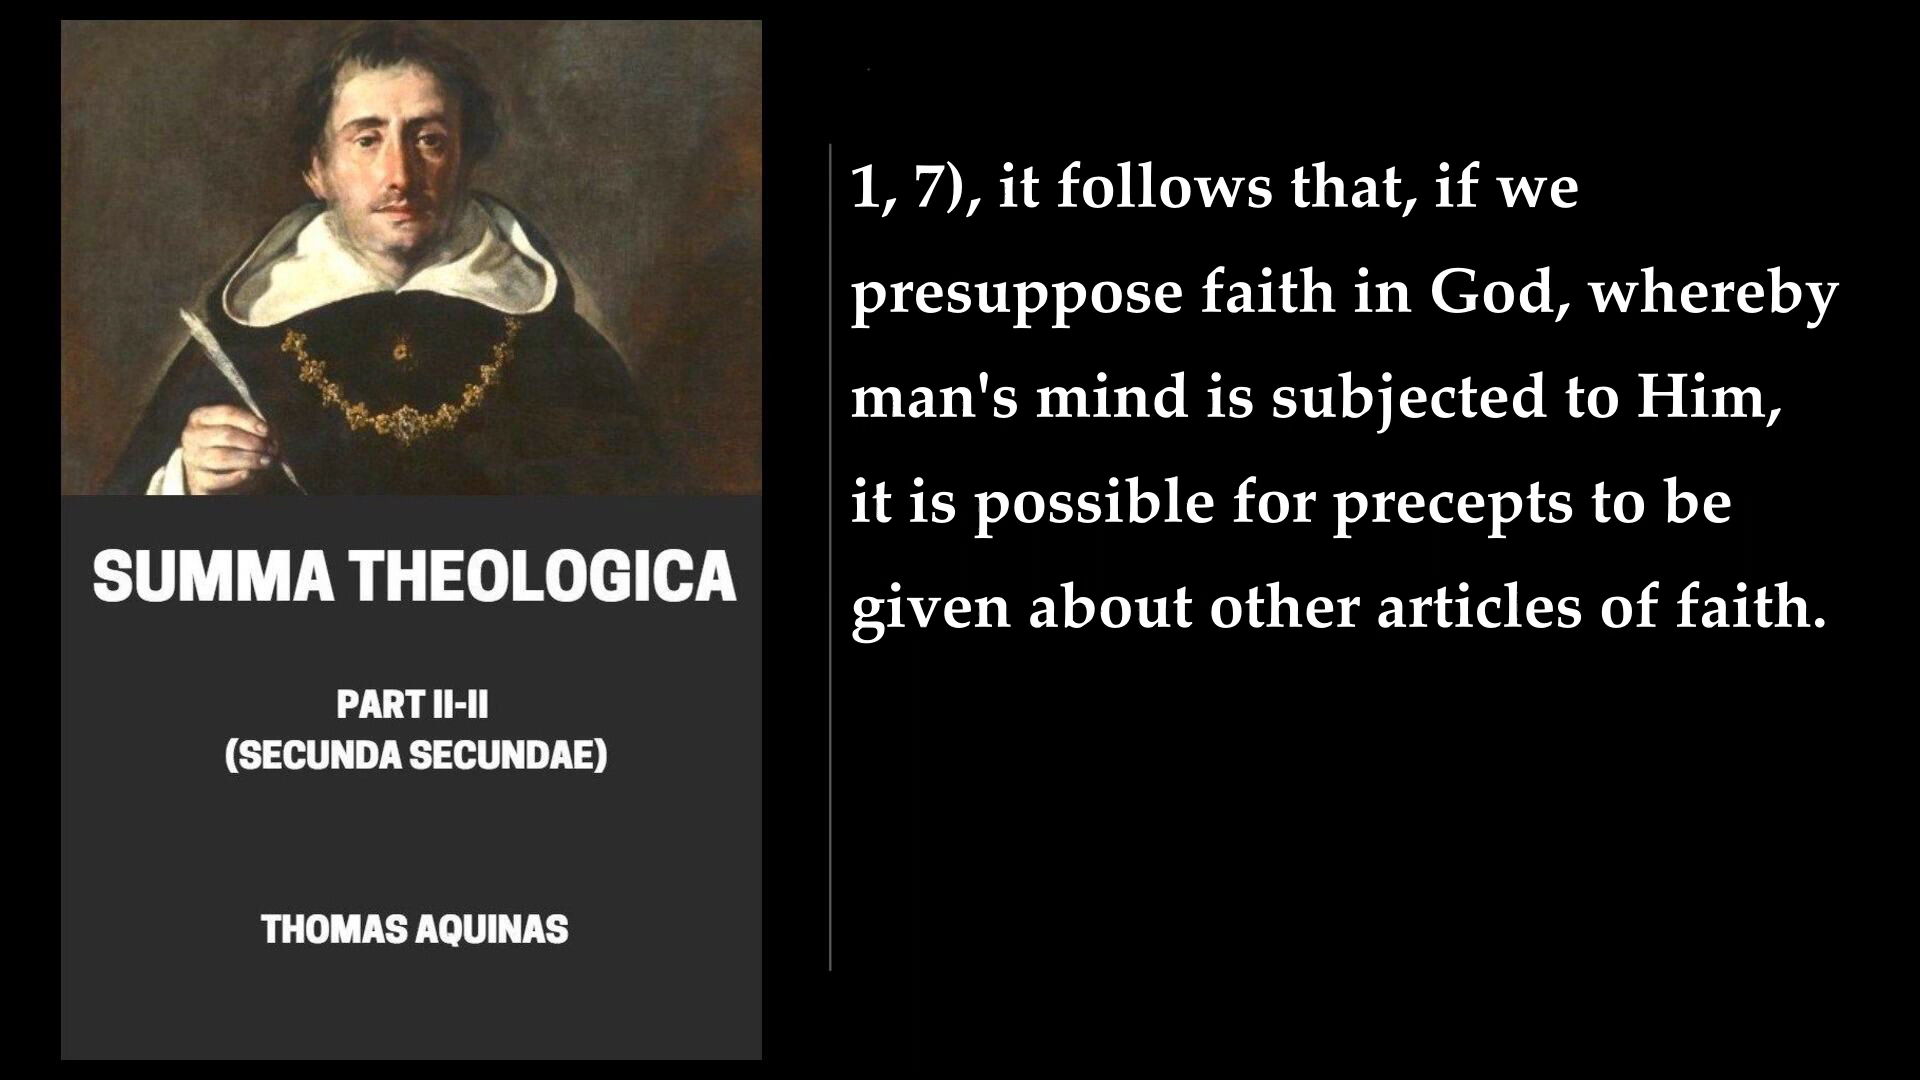 SUMMA THEOLOGICA
PART II-II
(SECUNDA SECUNDAE)
THOMAS AQUINAS
1, 7), it follows that, if we
presuppose faith in God, whereby
man's mind is subjected to Him,
it is possible for precepts to be
given about other articles of faith.